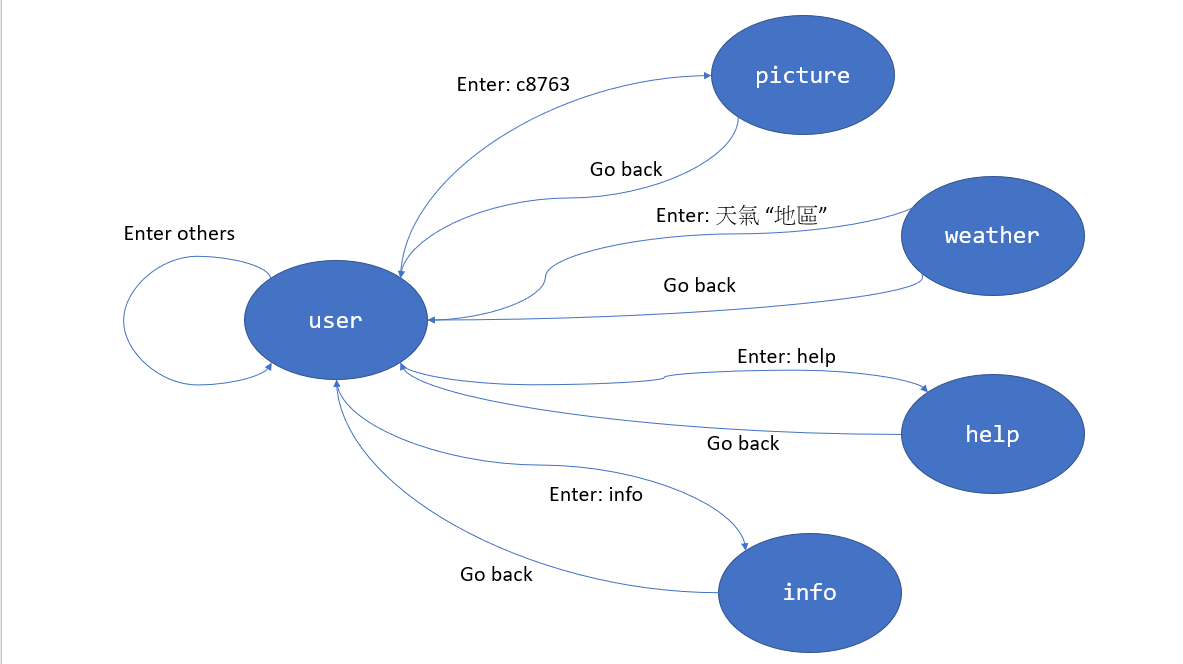 picture
Enter: c8763
Go back
Enter: 天氣 “地區”
weather
Enter others
Go back
user
Enter: help
help
Go back
Enter: info
Go back
info